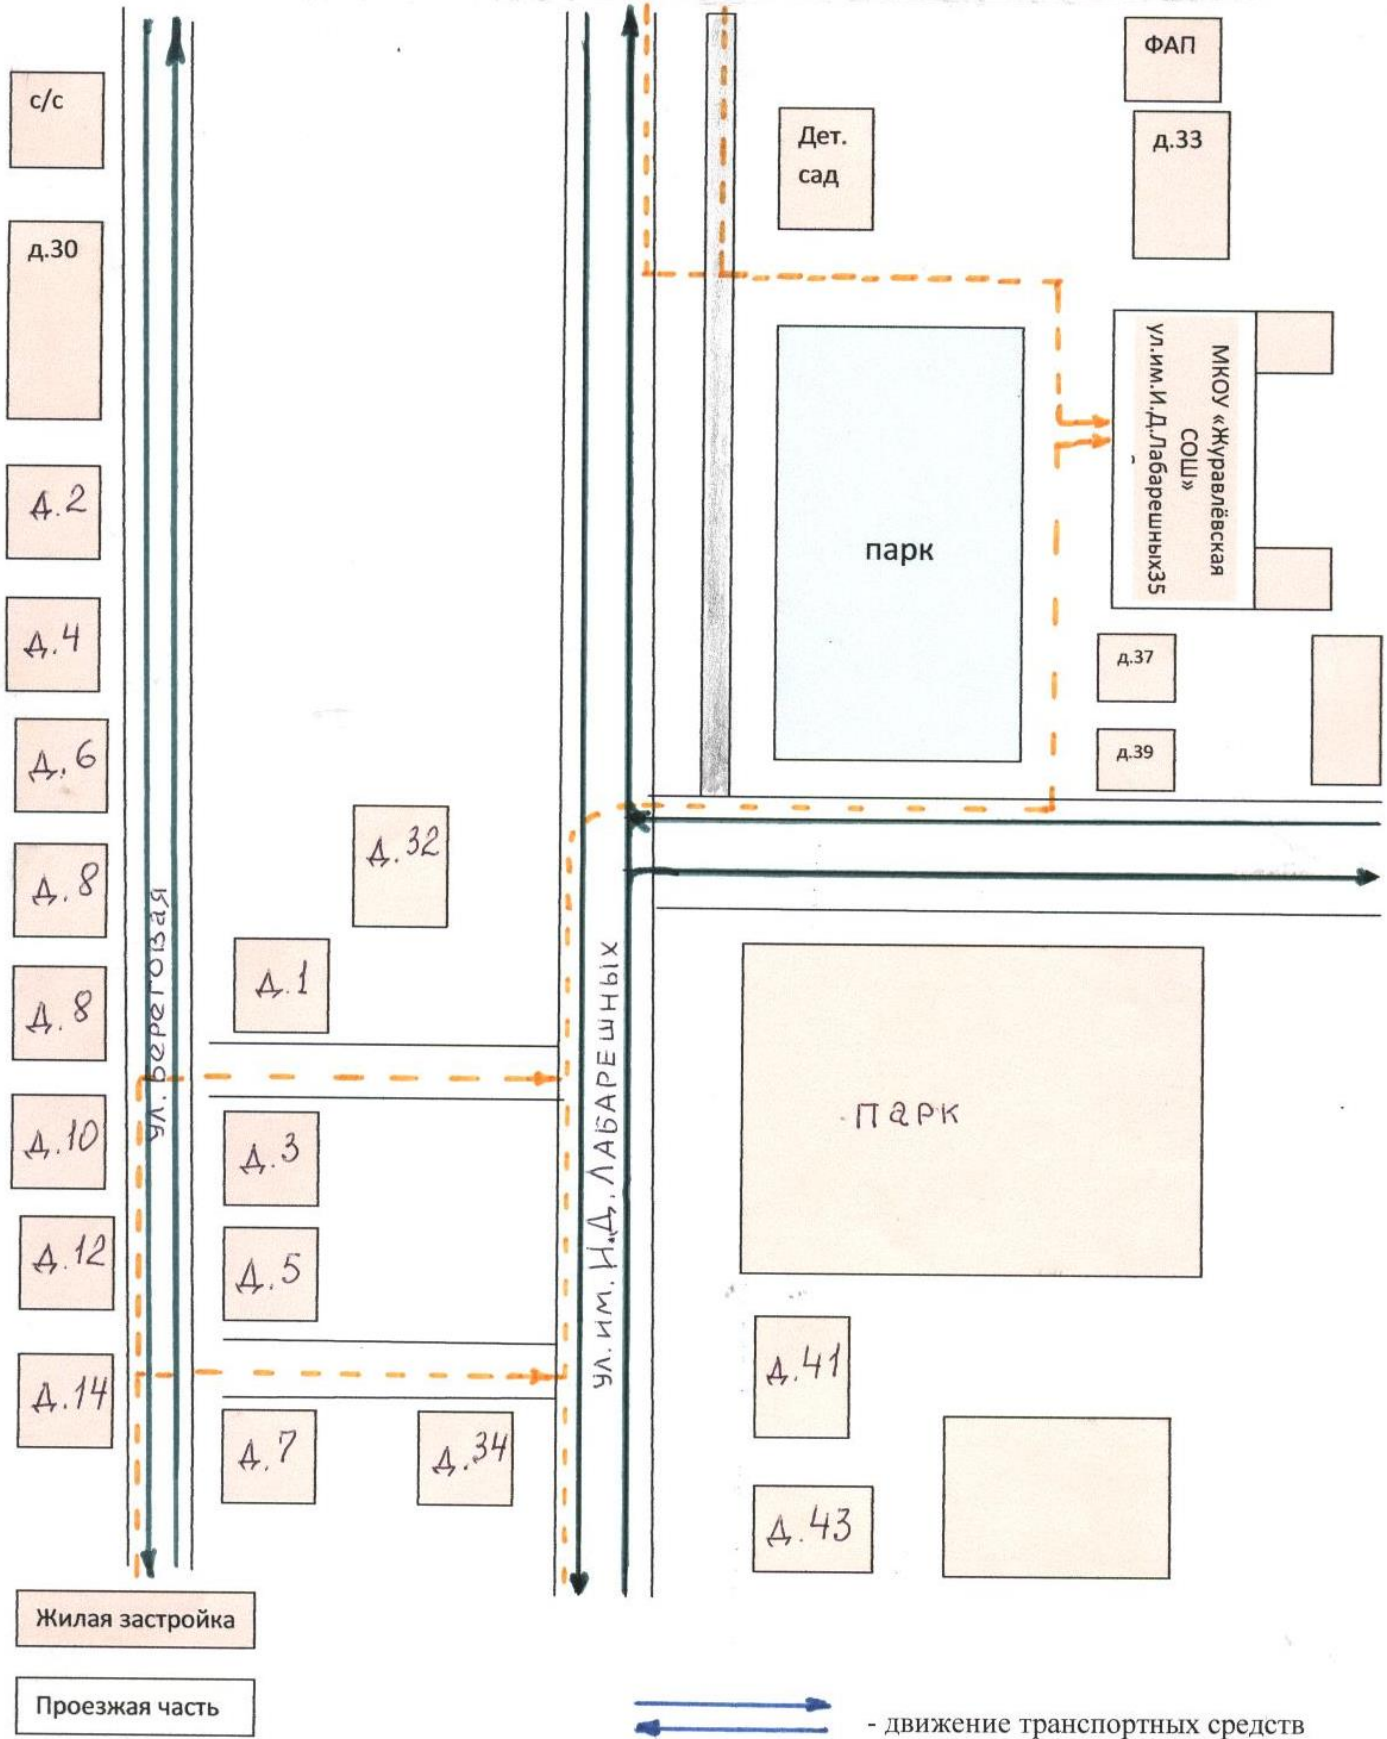 ФАП
с/с
д.33
Дет.
сад
д.30
МКОУ «Журавлёвская
СОШ»
ул.им.И.Д.Лабарешных35
Д.2
парк
Д.4
д.37
Д.6
д.39
Д.32
Д.8
ул. Береговая
Д.1
ул. им. И.Д. ЛАБАРЕШНЫХ
Д.8
Д.10
Д.3
ПаРК
Д.12
Д.5
Д.14
Д.41
Д.7
Д.34
Д.43
Жилая застройка
Проезжая часть
- движение транспортных средств